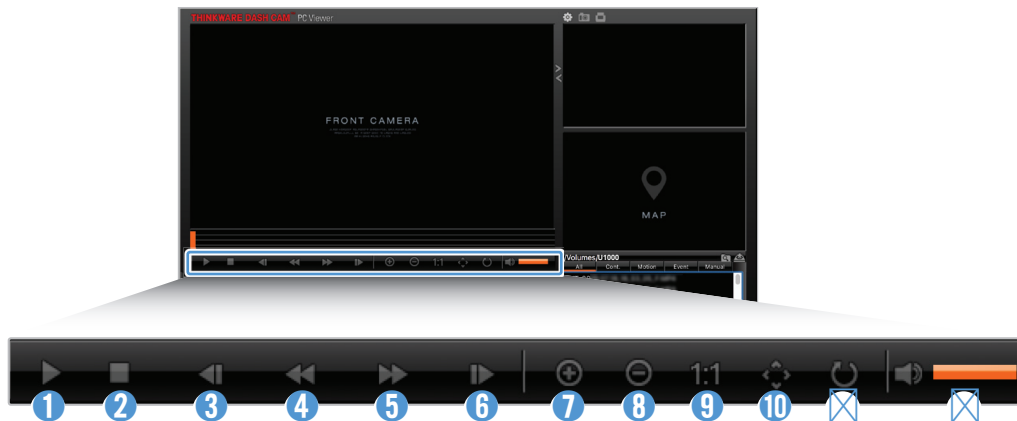 THINKWARE DASH CAM™ PC Viewer
FRONT CAMERA
MAP
1:1
/Volumes/U1000
All Cont. Motion Event Manual
1:1
1 2 3 4 5 6 7 8 9 10